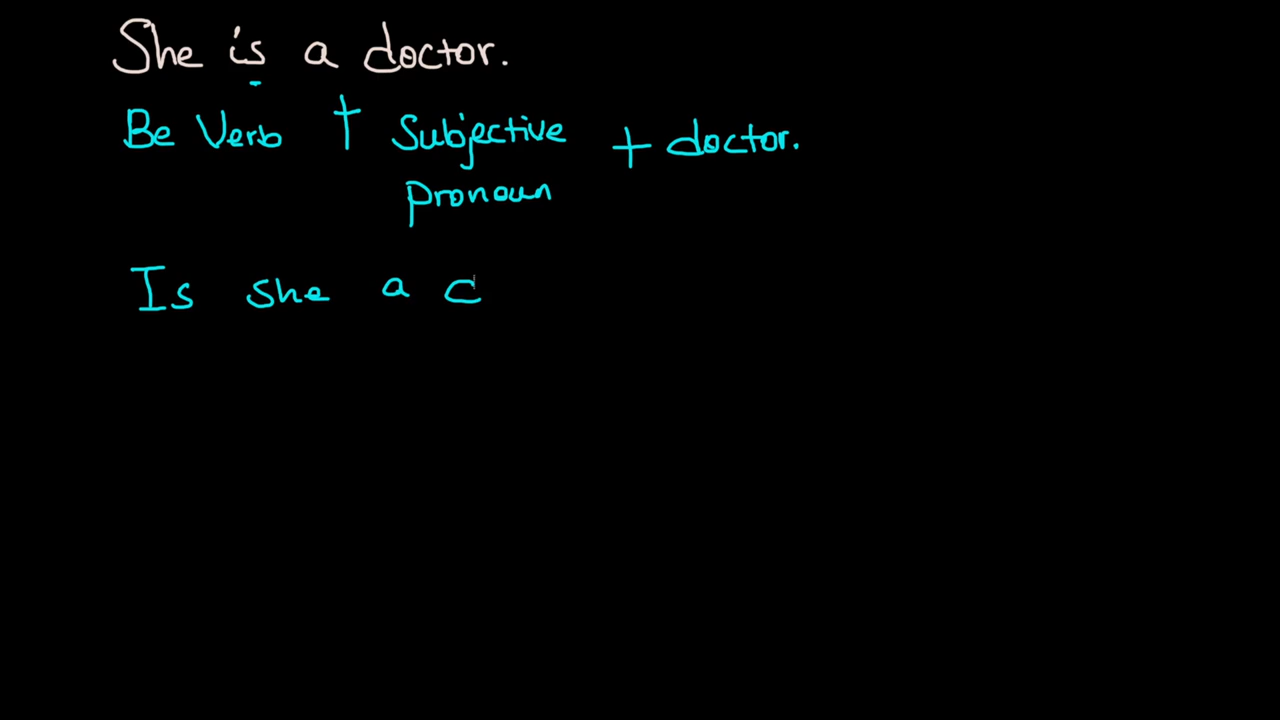 She is a doctor.
Be Verb + Subjective + doctor.
pronoun
Is she a c